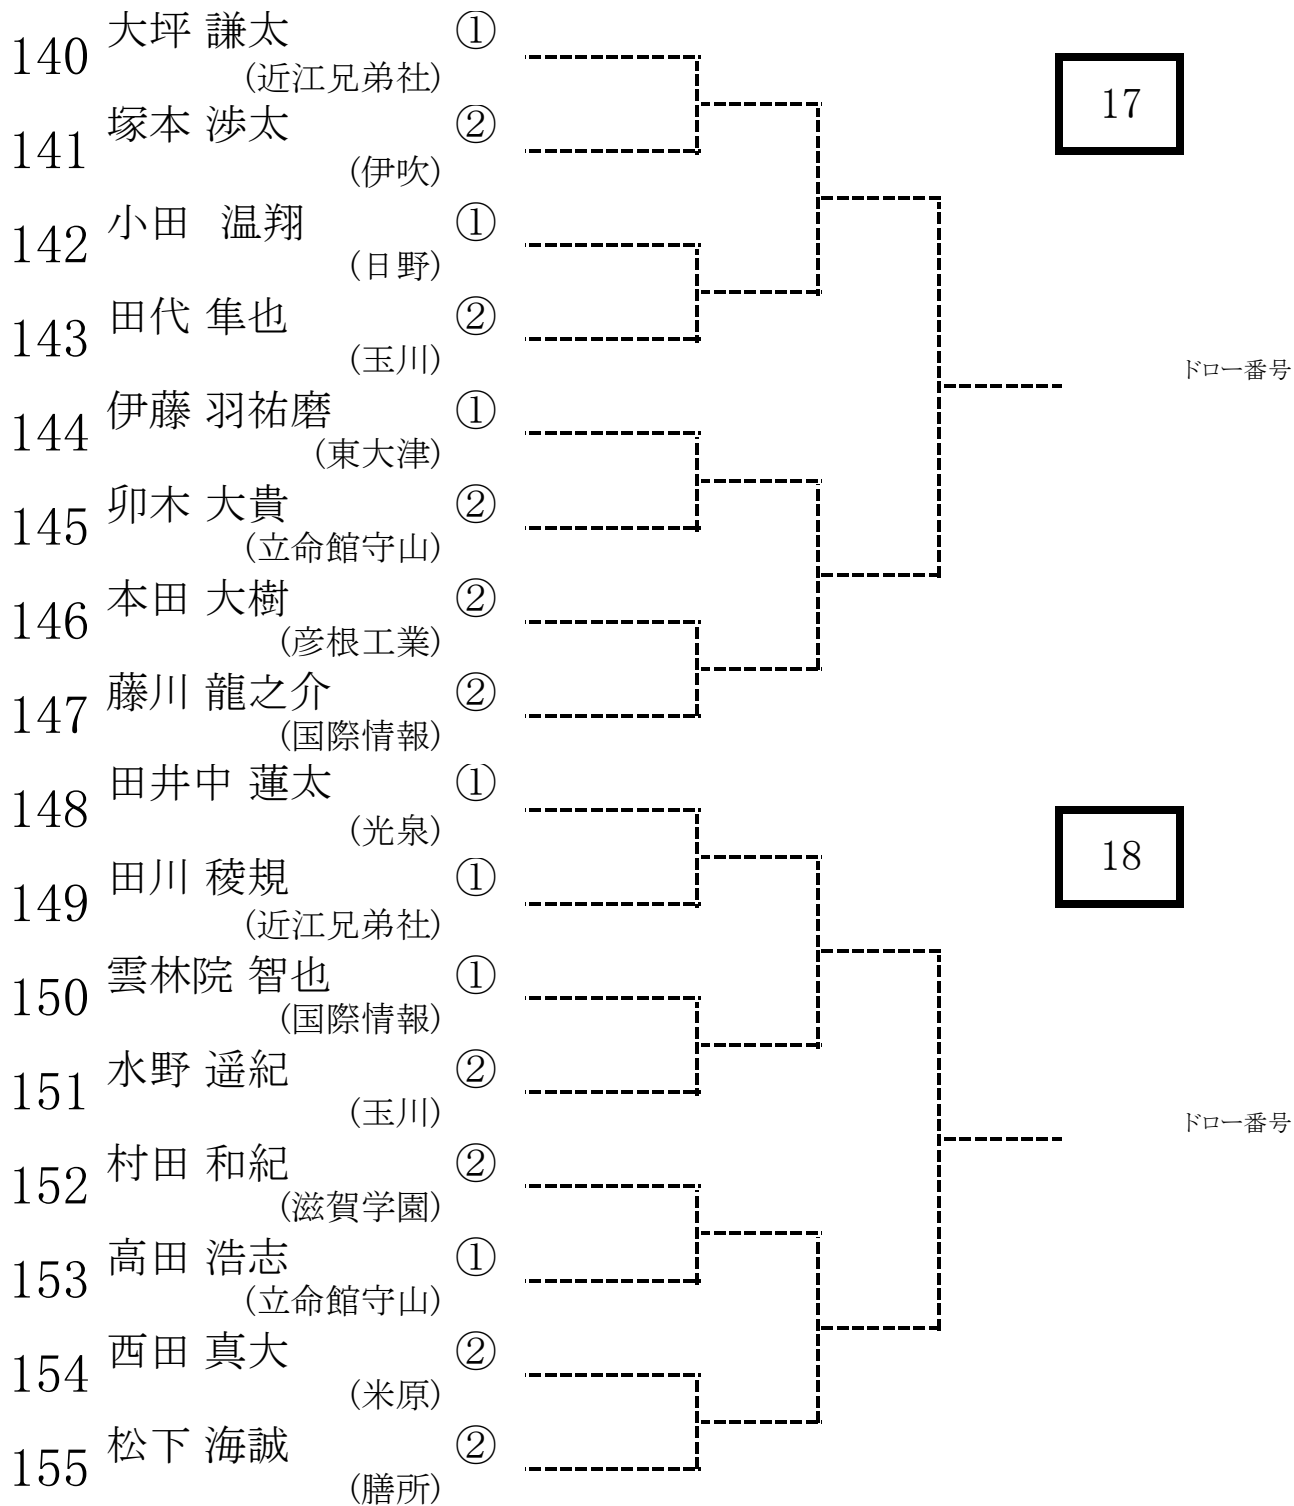 140 大坪 謙太 ①
(近江兄弟社)
17
141 塚本 渉太 ②
(伊吹)
142 小田 温翔 ①
(日野)
143 田代 隼也 ②
(玉川)
ドロー番号
144 伊藤 羽祐磨 ①
(東大津)
145 卯木 大貴 ②
(立命館守山)
146 本田 大樹 ②
(彦根工業)
147 藤川 龍之介 ②
(国際情報)
148 田井中 蓮太 ①
(光泉)
18
149 田川 稜規 ①
(近江兄弟社)
150 雲林院 智也 ①
(国際情報)
151 水野 遥紀 ②
(玉川)
ドロー番号
152 村田 和紀 ②
(滋賀学園)
153 高田 浩志 ①
(立命館守山)
154 西田 真大 ②
(米原)
155 松下 海誠 ②
(膳所)